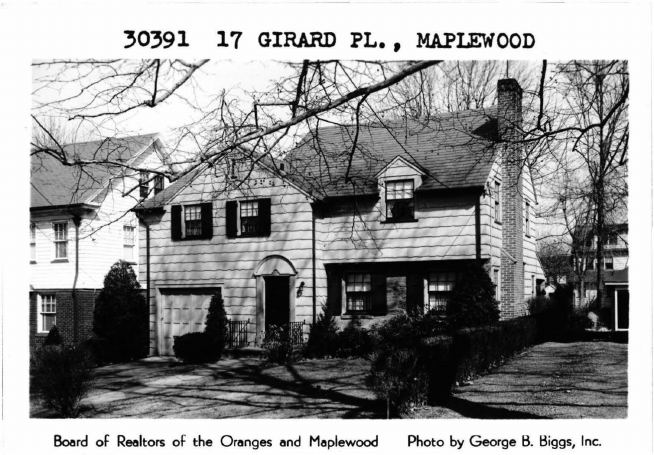 30391 17 GIRARD PL., MAPLEWOOD
Board of Realtors of the Oranges and Maplewood Photo by George B. Biggs, Inc.